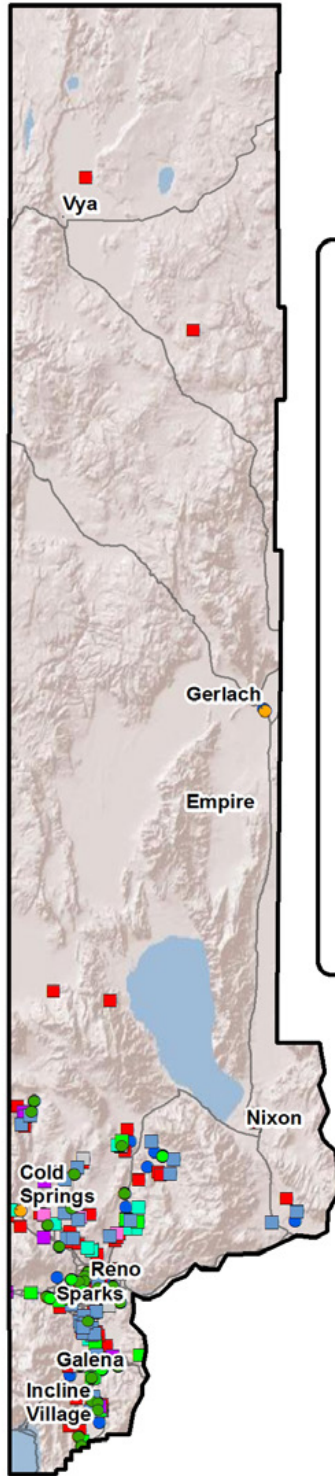 Vya
Gerlach
Empire
Nixon
Cold
Springs
Reno
Sparks
Galena
Incline
Village